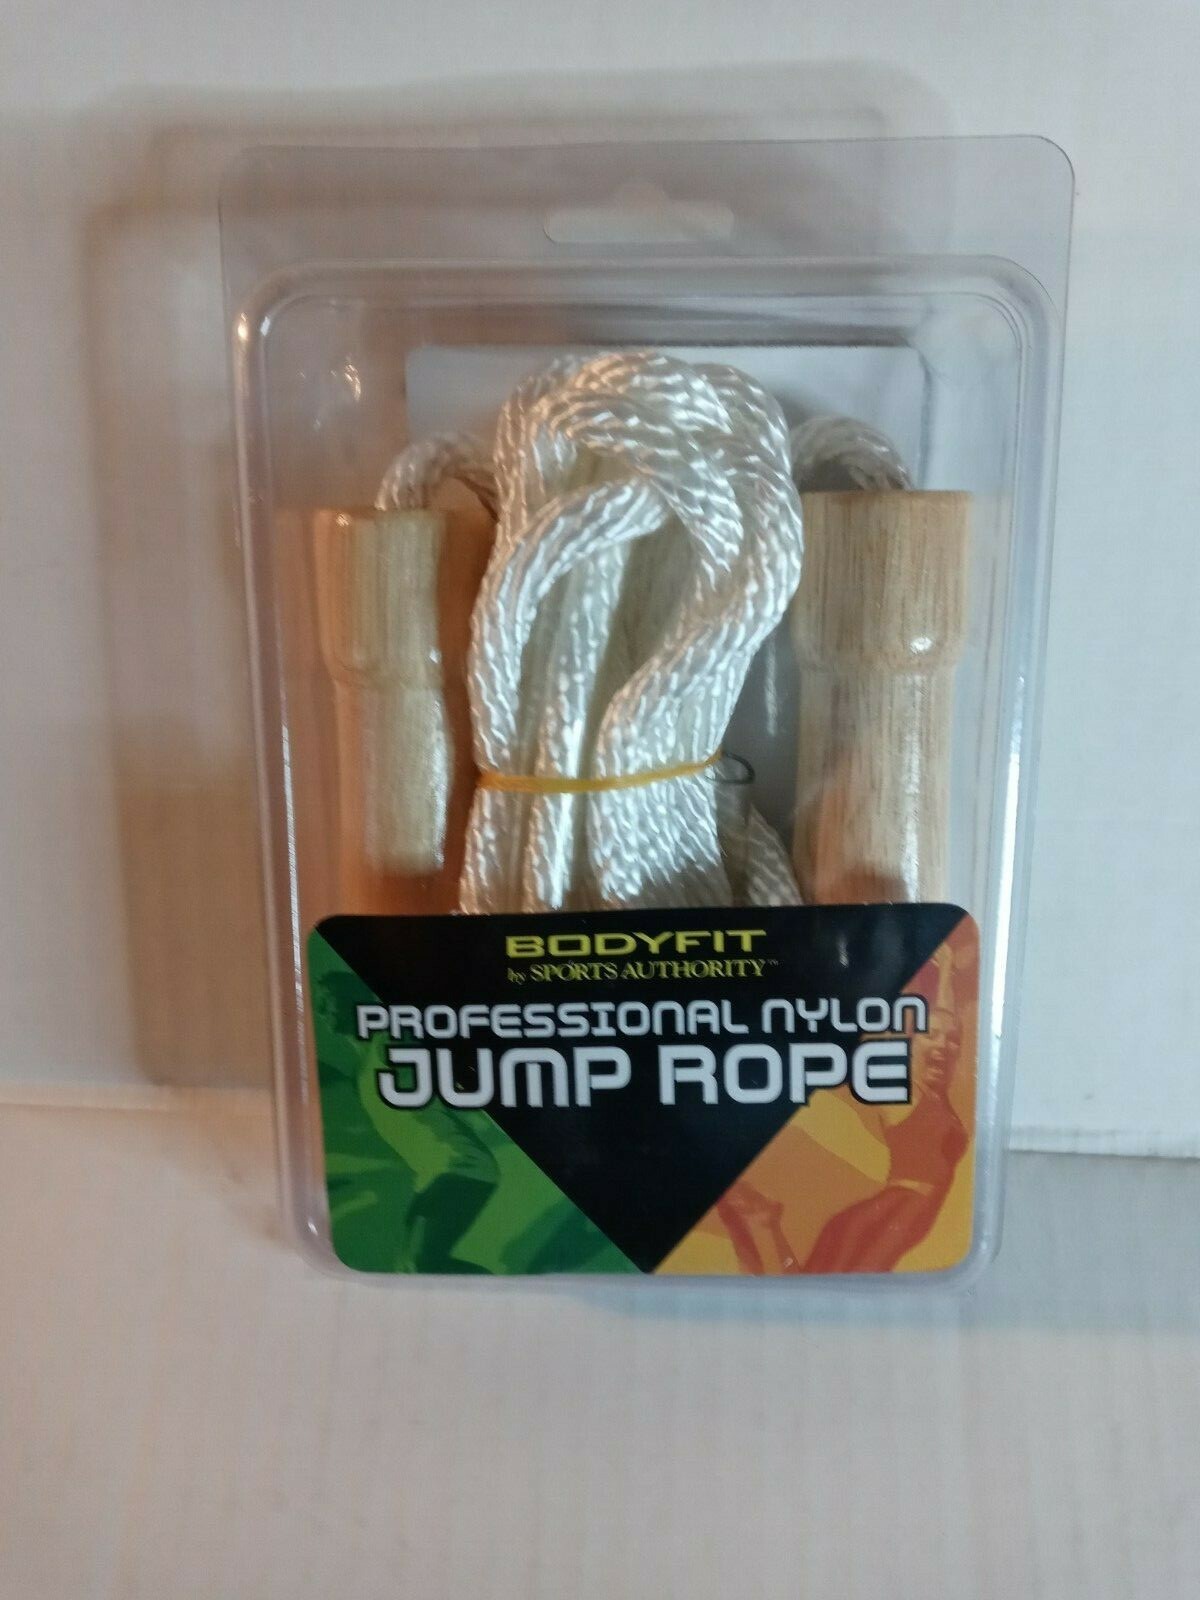 BODYFIT
by SPORTS AUTHORITY™
PROFESSIONAL NYLON
JUMP ROPE